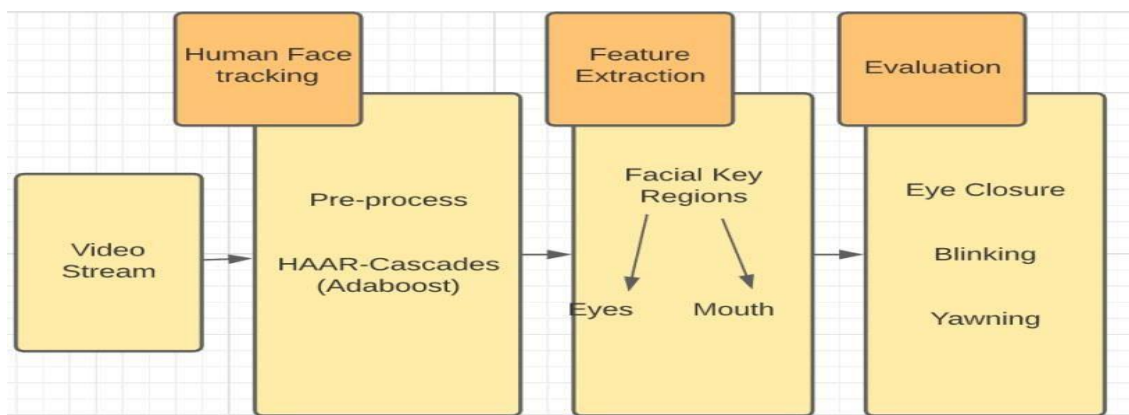 Human Face
tracking
Feature
Extraction
Evaluation
Video
Stream
Pre-process
HAAR-Cascades
(Adaboost)
Facial Key
Regions
Eyes
Mouth
Eye Closure
Blinking
Yawning